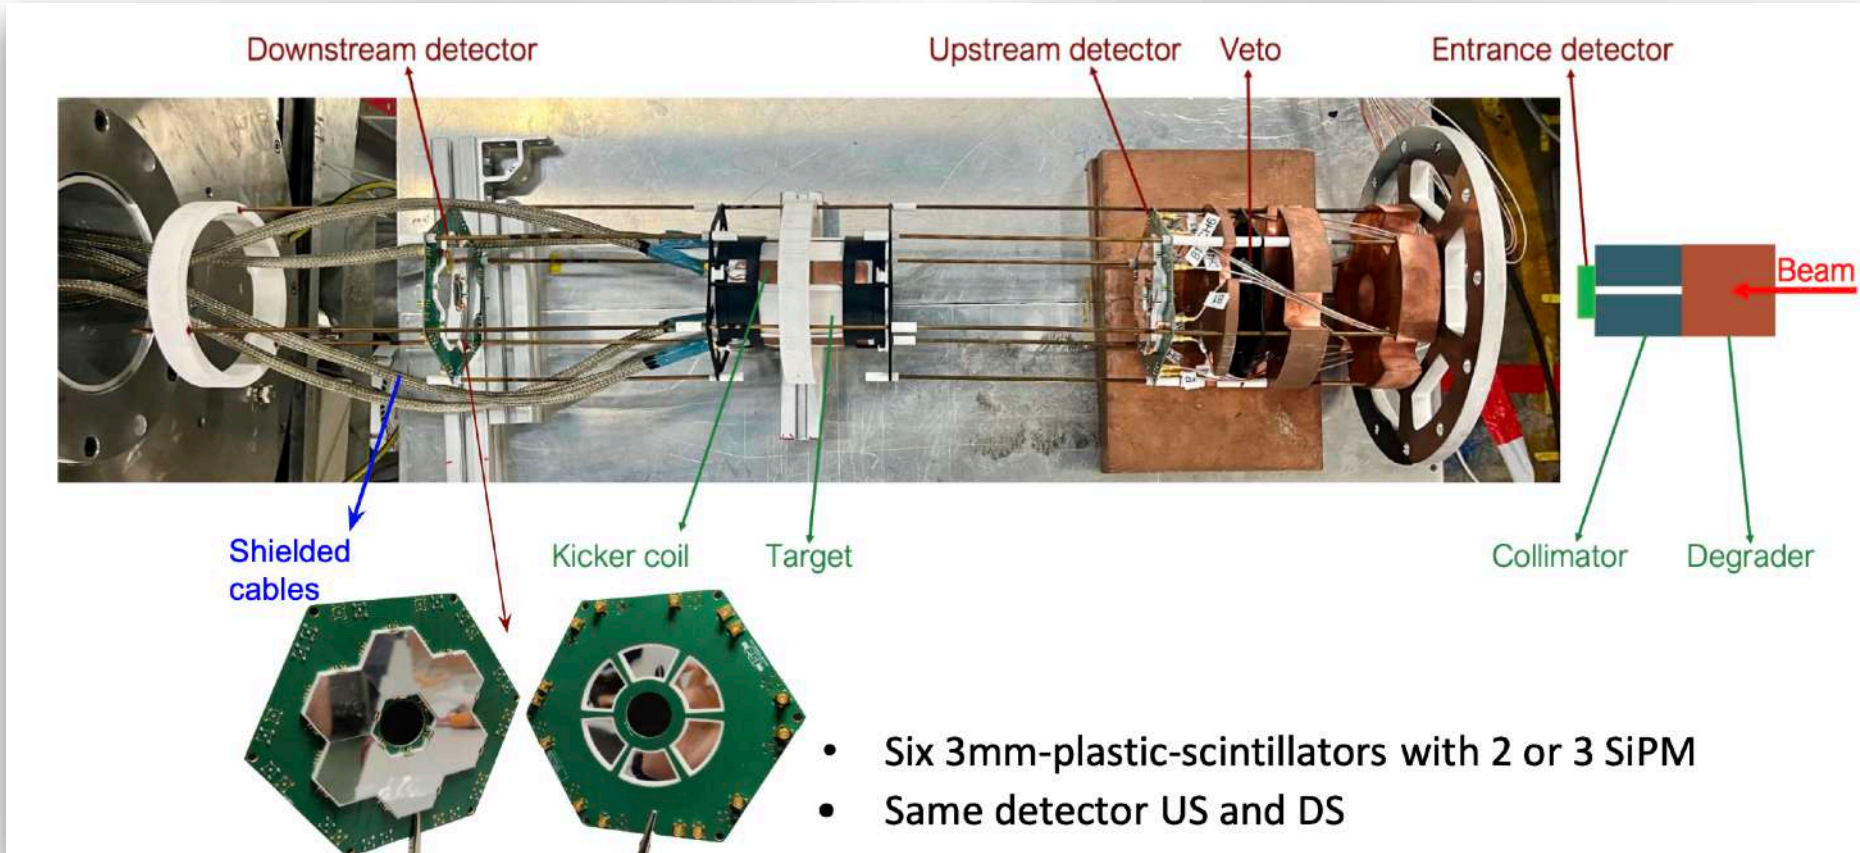 Downstream detector
Upstream detector
Veto
Entrance detector
Beam
Shielded
cables
Kicker coil
Target
Collimator
Degrader
• Six 3mm-plastic-scintillators with 2 or 3 SiPM
• Same detector US and DS